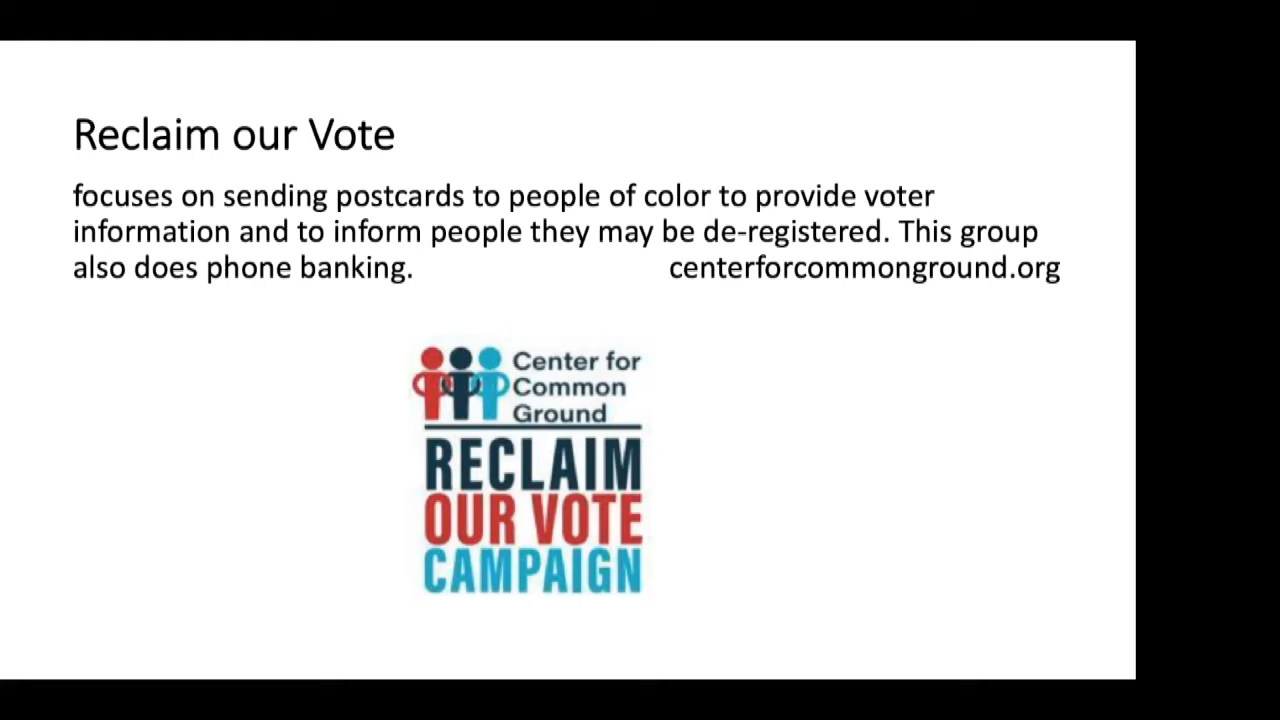 Reclaim our Vote
focuses on sending postcards to people of color to provide voter
information and to inform people they may be de-registered. This group
also does phone banking. centerforcommonground.org
Center for
Common
Ground
RECLAIM
OUR VOTE
CAMPAIGN